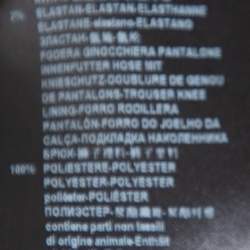 2% ELASTAN-ELASTAN-ELASTHANNE
ELASTANE-elastano-ELASTANO
ЭЛАСТАН-
FODERA GINOCCHIERA PANTALONE
INNENFUTTER HOSE MIT
KNIESCHUTZ-DOUBLURE DE GENOU
DE PANTALONS-TROUSER KNEE
LINING-FORRO RODILLERA
PANTALÓN-FORRO DO JOELHO DA
CALÇA-ПОДКЛАДКА НАКОЛЕННИКА
БРЮК-
100% POLIESTERE-POLYESTER
POLYESTER-POLYESTER
poliéster-POLIÉSTER
ПОЛИЭСТЕР-
contiene parti non tessili
di origine animale-Enthält